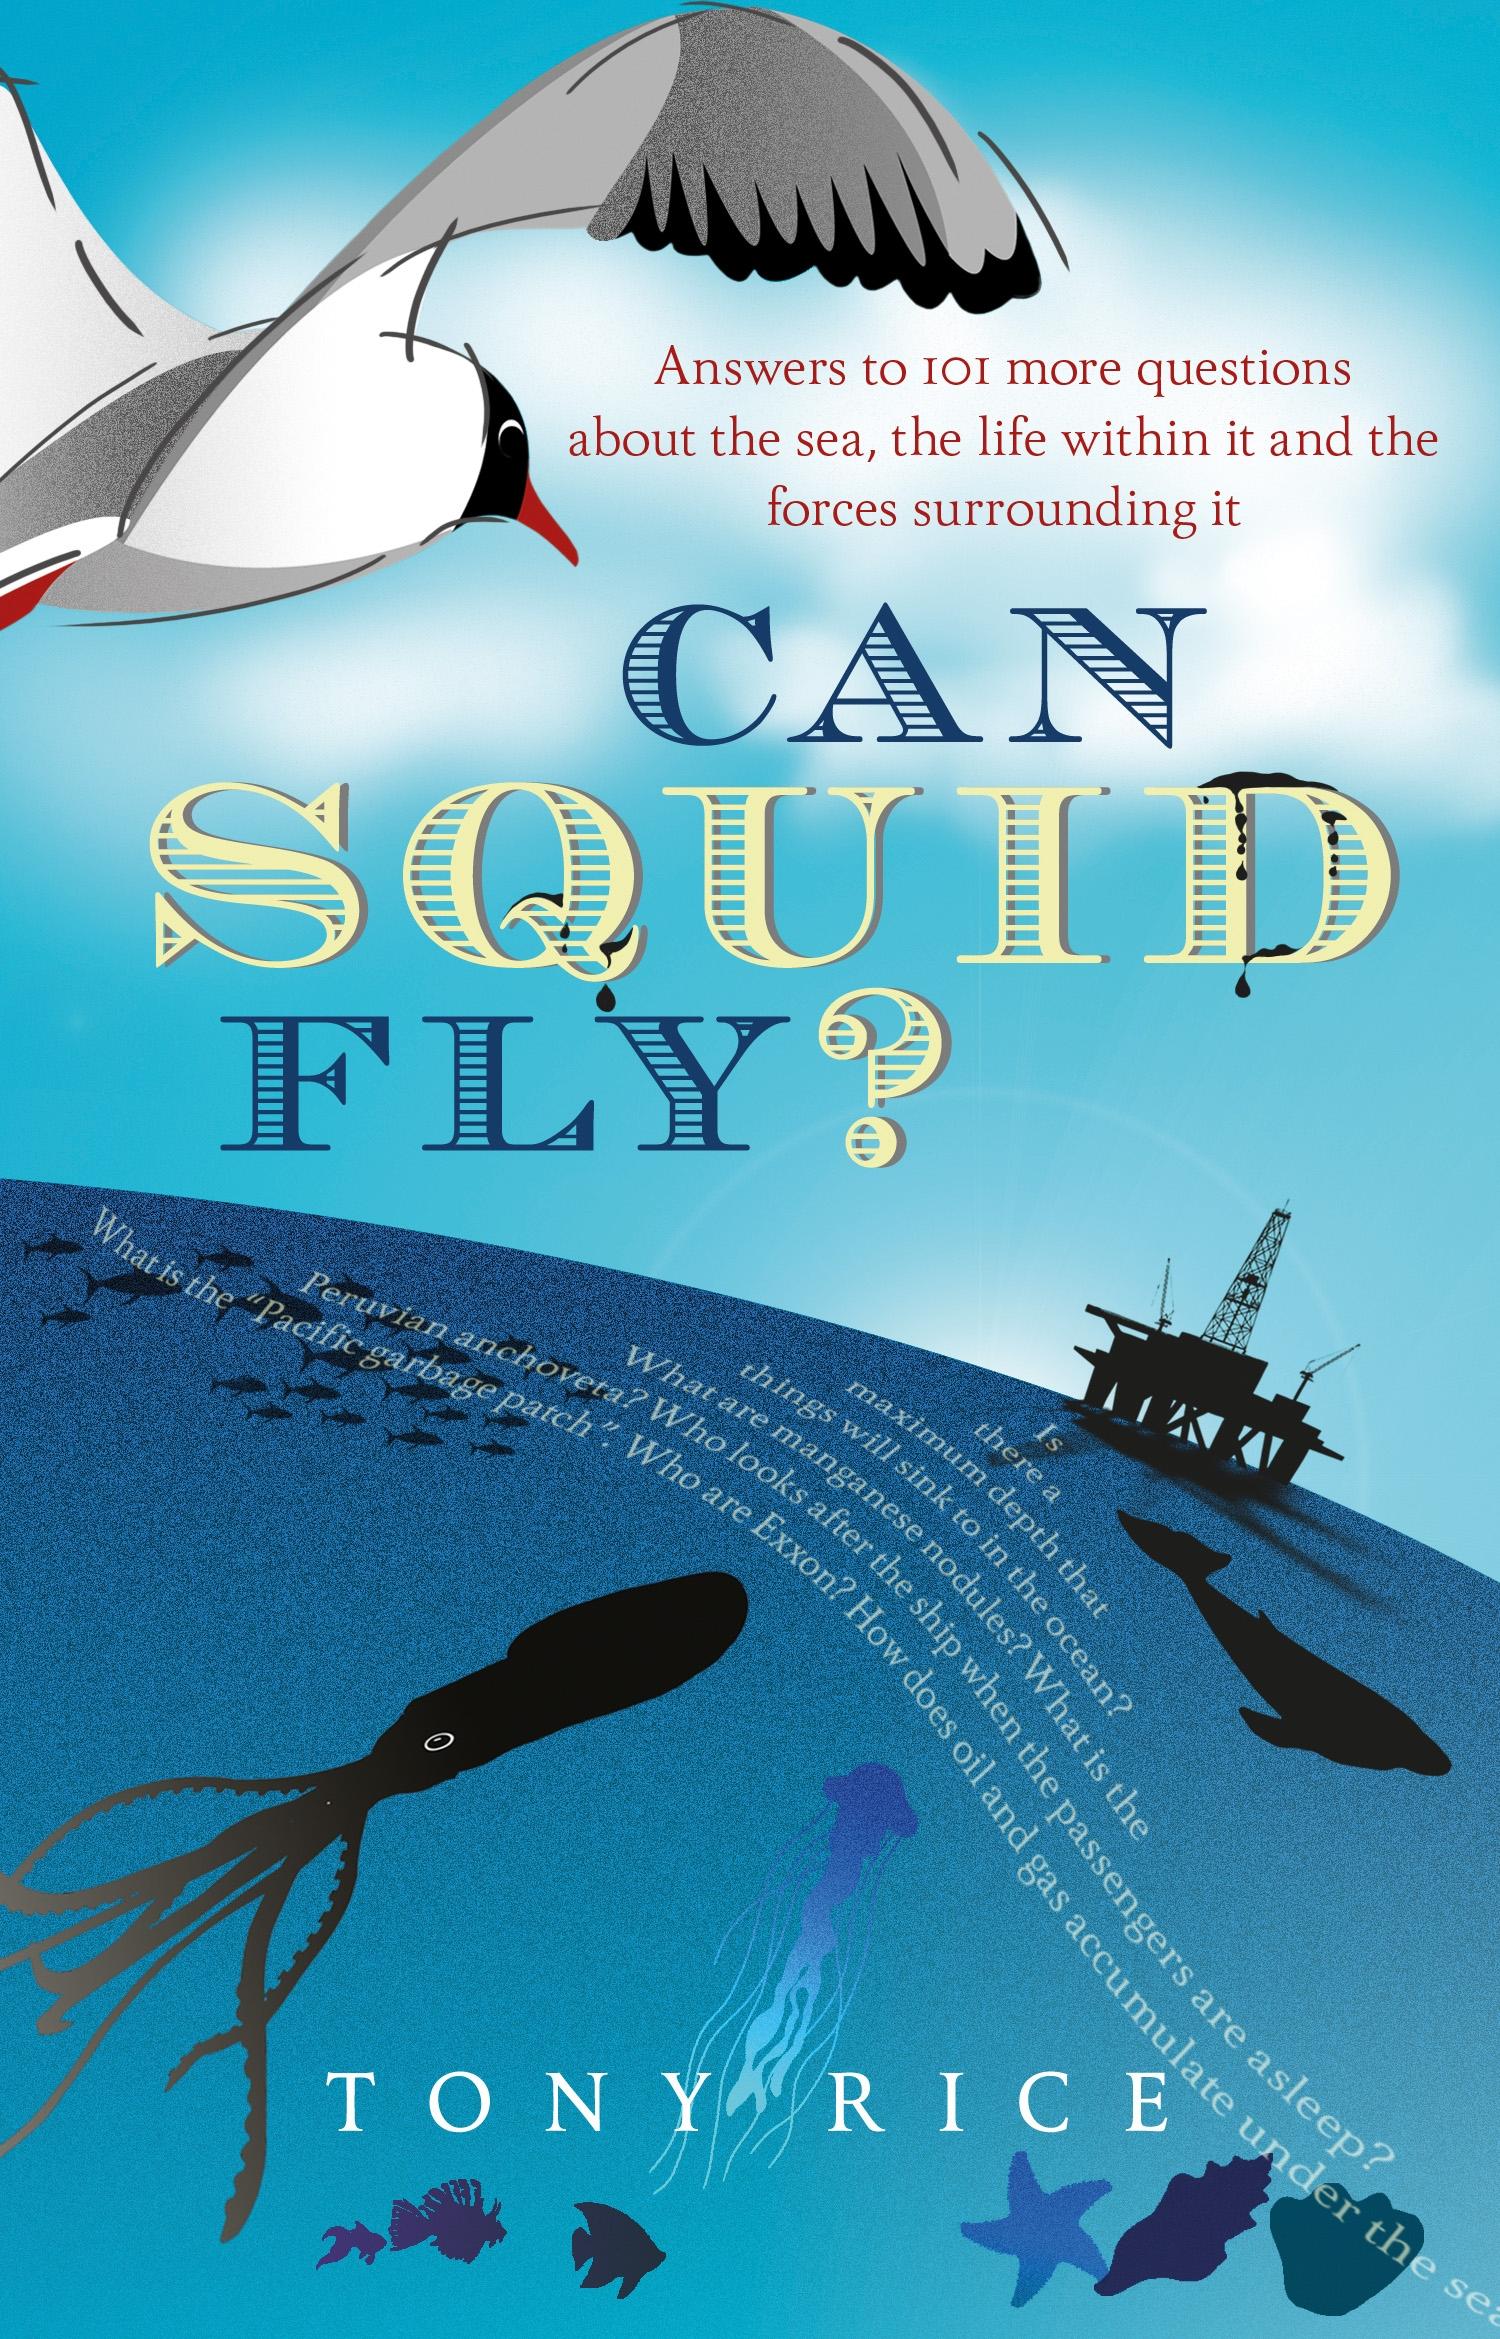 Answers to 101 more questions
about the sea, the life within it and the
forces surrounding it
CAN
SQUID
FLY?
Is
there a
maximum depth that
things will sink to in the ocean?
What are manganese nodules? What is the
Peruvian anchoveta? Who looks after the ship when the passengers are asleep?
What is the "Pacific garbage patch". Who are Exxon? How does oil and gas accumulate under the sea
TONY RICE